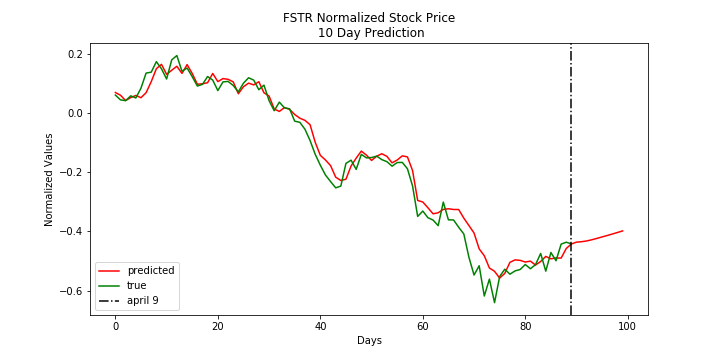 FSTR Normalized Stock Price
10 Day Prediction
0.2
0.0
−0.2
−0.4
−0.6
Normalized Values
predicted
true
april 9
0 20 40 60 80 100
Days